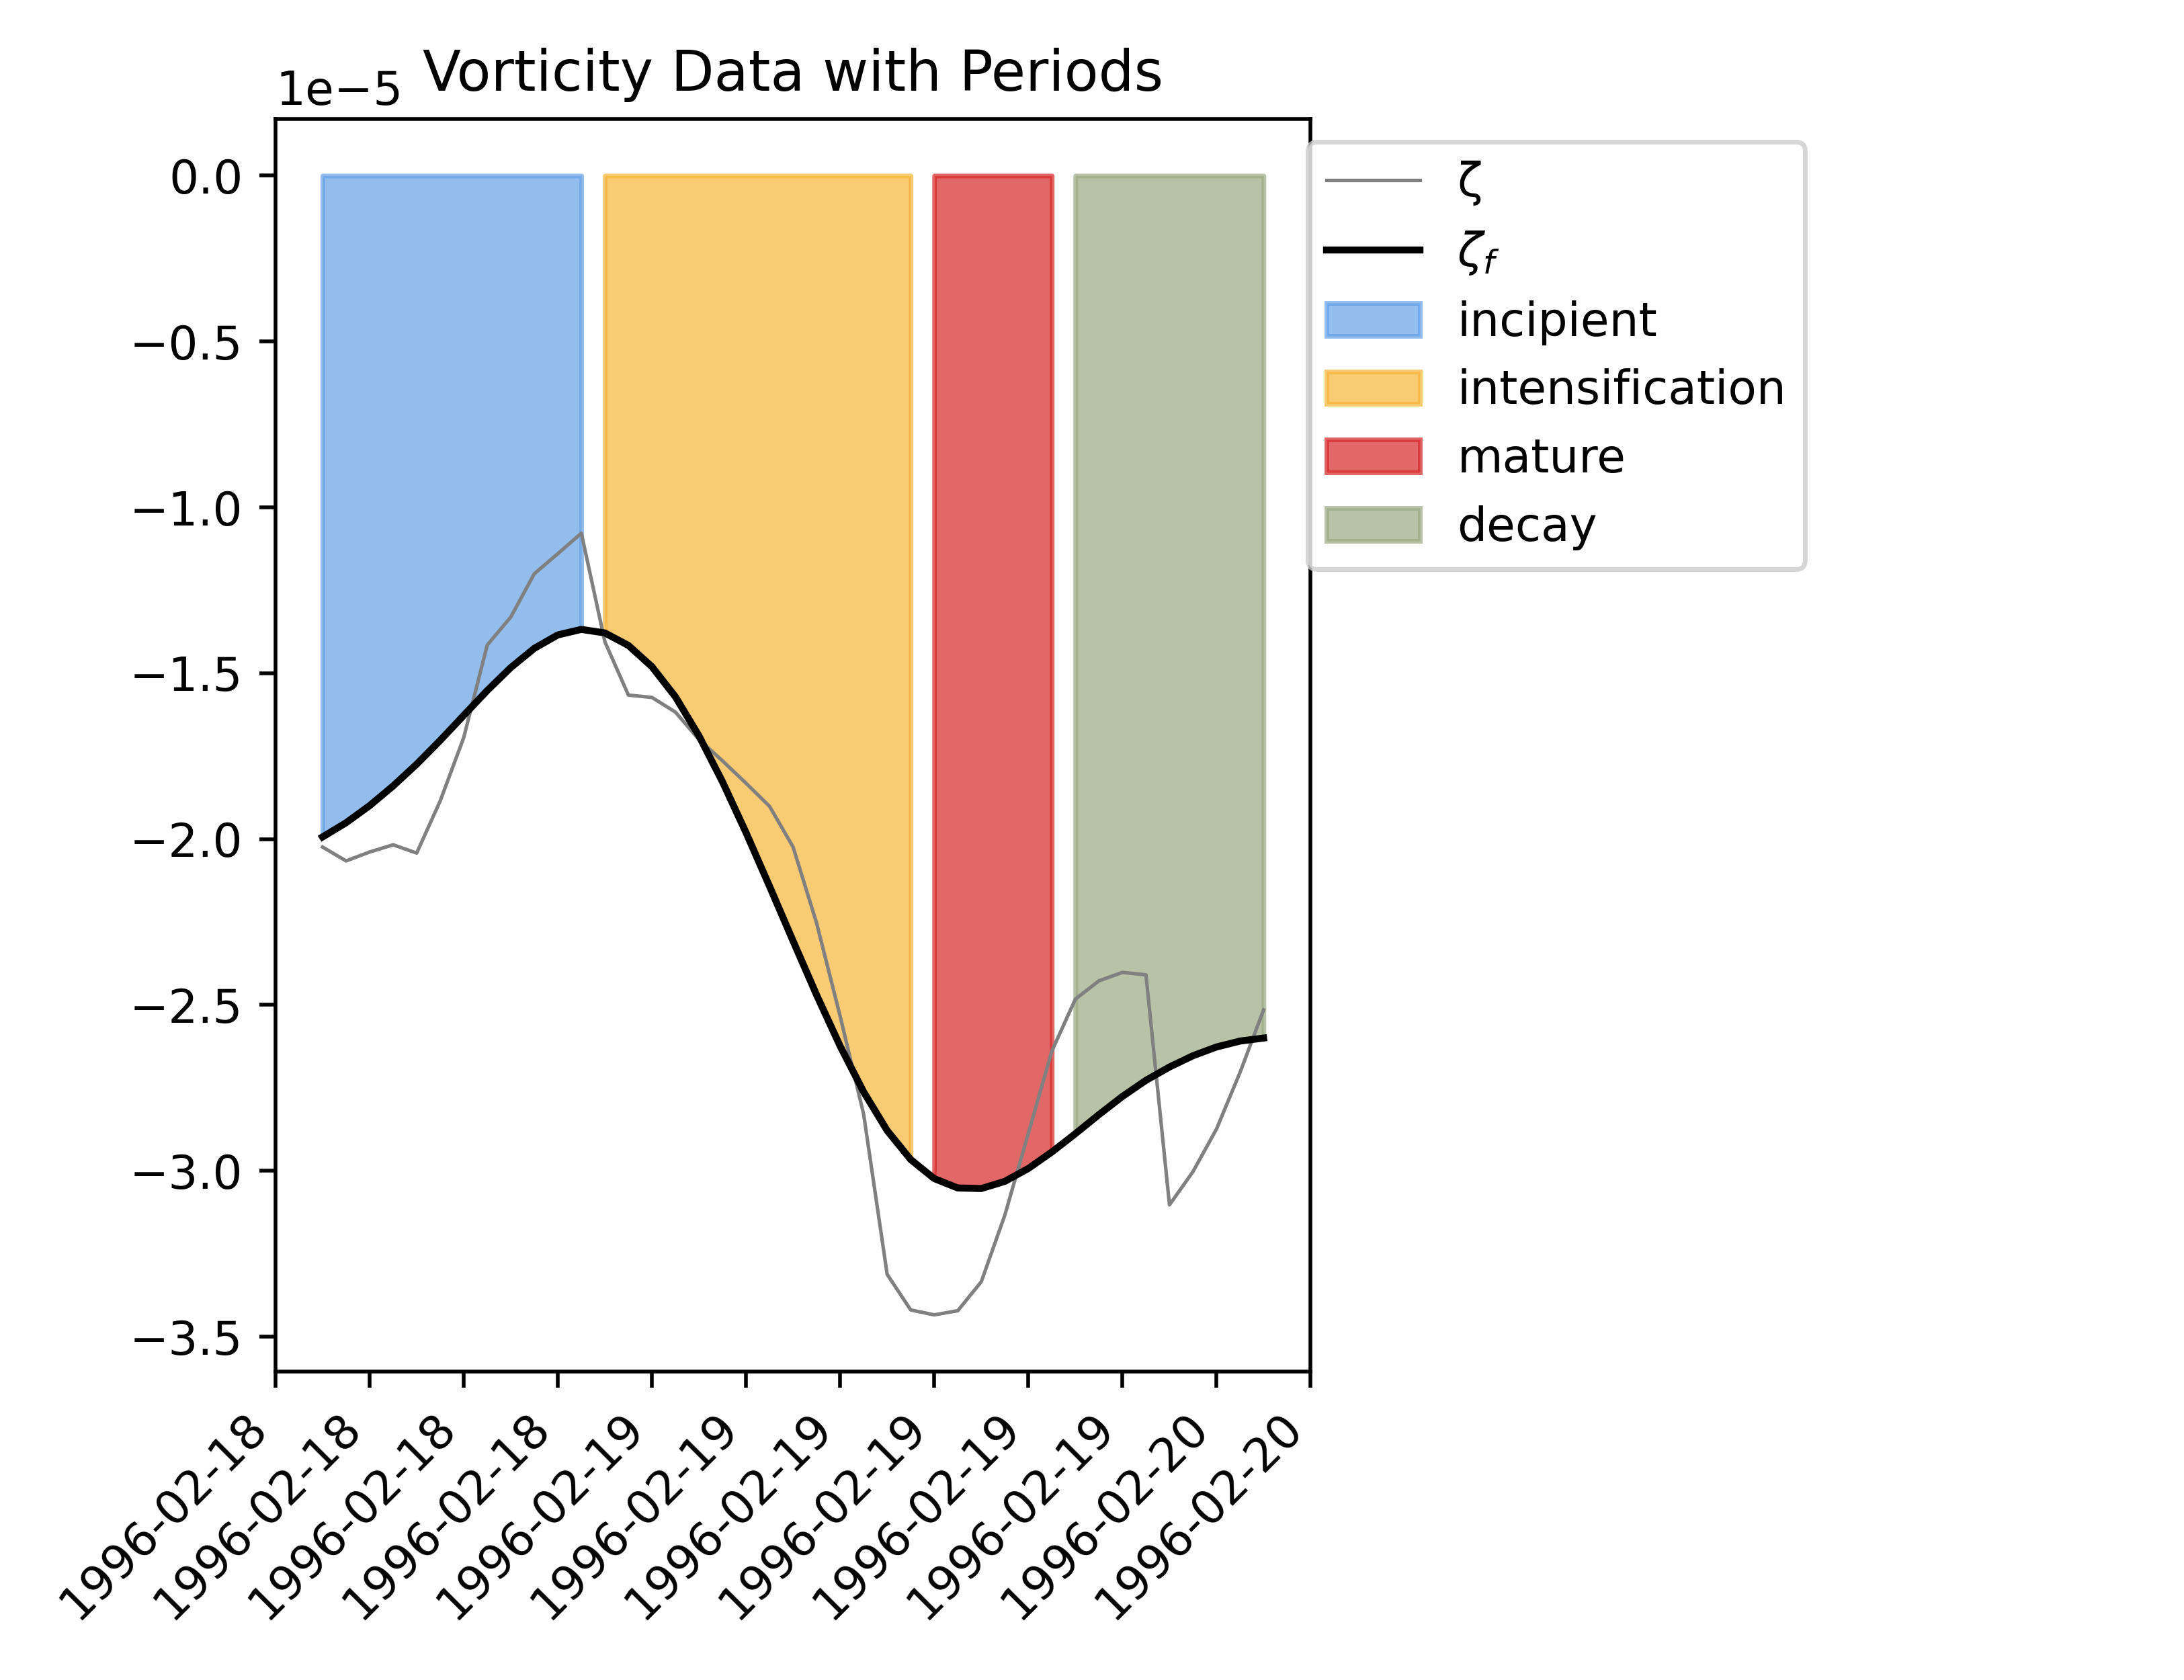 Vorticity Data with Periods
1e−5
0.0
−0.5
−1.0
−1.5
−2.0
−2.5
−3.0
−3.5
ζ
ζf
incipient
intensification
mature
decay
1996-02-18
1996-02-18
1996-02-18
1996-02-18
1996-02-19
1996-02-19
1996-02-19
1996-02-19
1996-02-19
1996-02-19
1996-02-20
1996-02-20